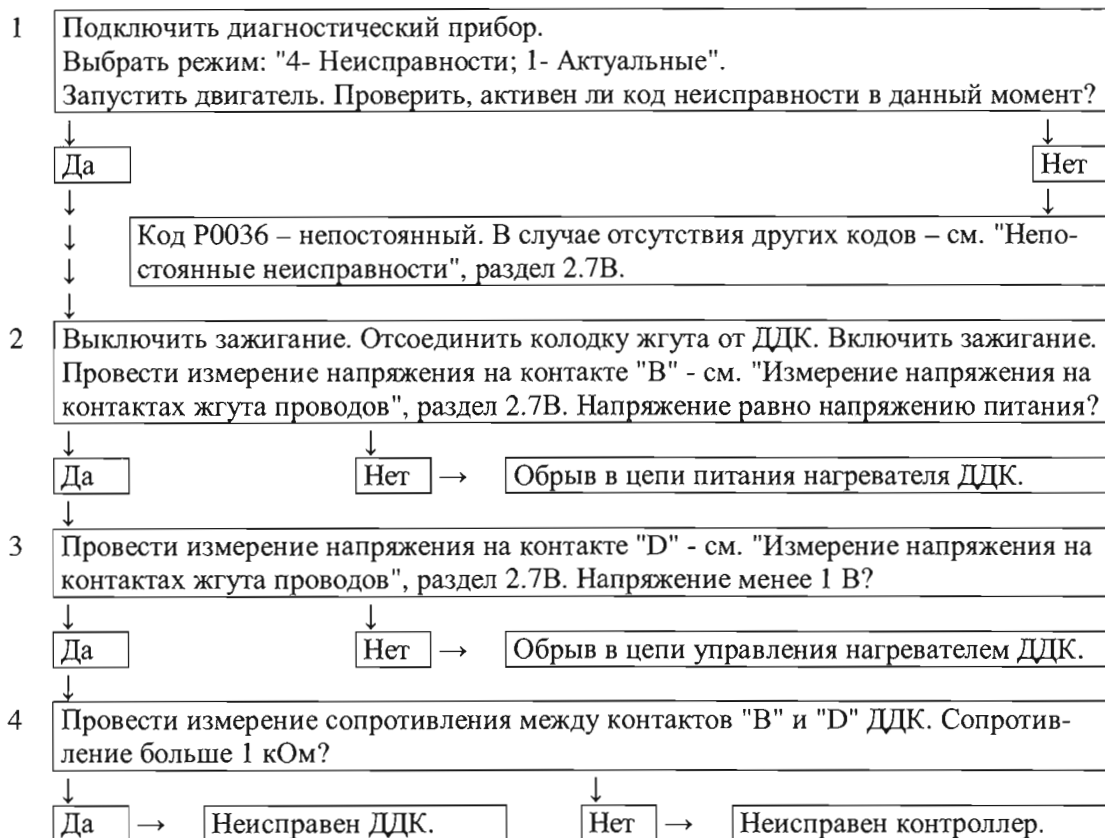 1 Подключить диагностический прибор.
Выбрать режим: "4- Неисправности; 1- Актуальные".
Запустить двигатель. Проверить, активен ли код неисправности в данный момент?
↓ ↓
Да Нет
↓ ↓
↓ Код P0036 – непостоянный. В случае отсутствия других кодов – см. "Непо-
↓ стоянные неисправности", раздел 2.7В.
↓
2 Выключить зажигание. Отсоединить колодку жгута от ДДК. Включить зажигание.
Провести измерение напряжения на контакте "B" - см. "Измерение напряжения на
контактах жгута проводов", раздел 2.7В. Напряжение равно напряжению питания?
↓ ↓
Да Нет → Обрыв в цепи питания нагревателя ДДК.
↓
3 Провести измерение напряжения на контакте "D" - см. "Измерение напряжения на
контактах жгута проводов", раздел 2.7В. Напряжение менее 1 В?
↓ ↓
Да Нет → Обрыв в цепи управления нагревателем ДДК.
↓
4 Провести измерение сопротивления между контактов "B" и "D" ДДК. Сопротив-
ление больше 1 кОм?
↓ ↓
Да → Неисправен ДДК. Нет → Неисправен контроллер.